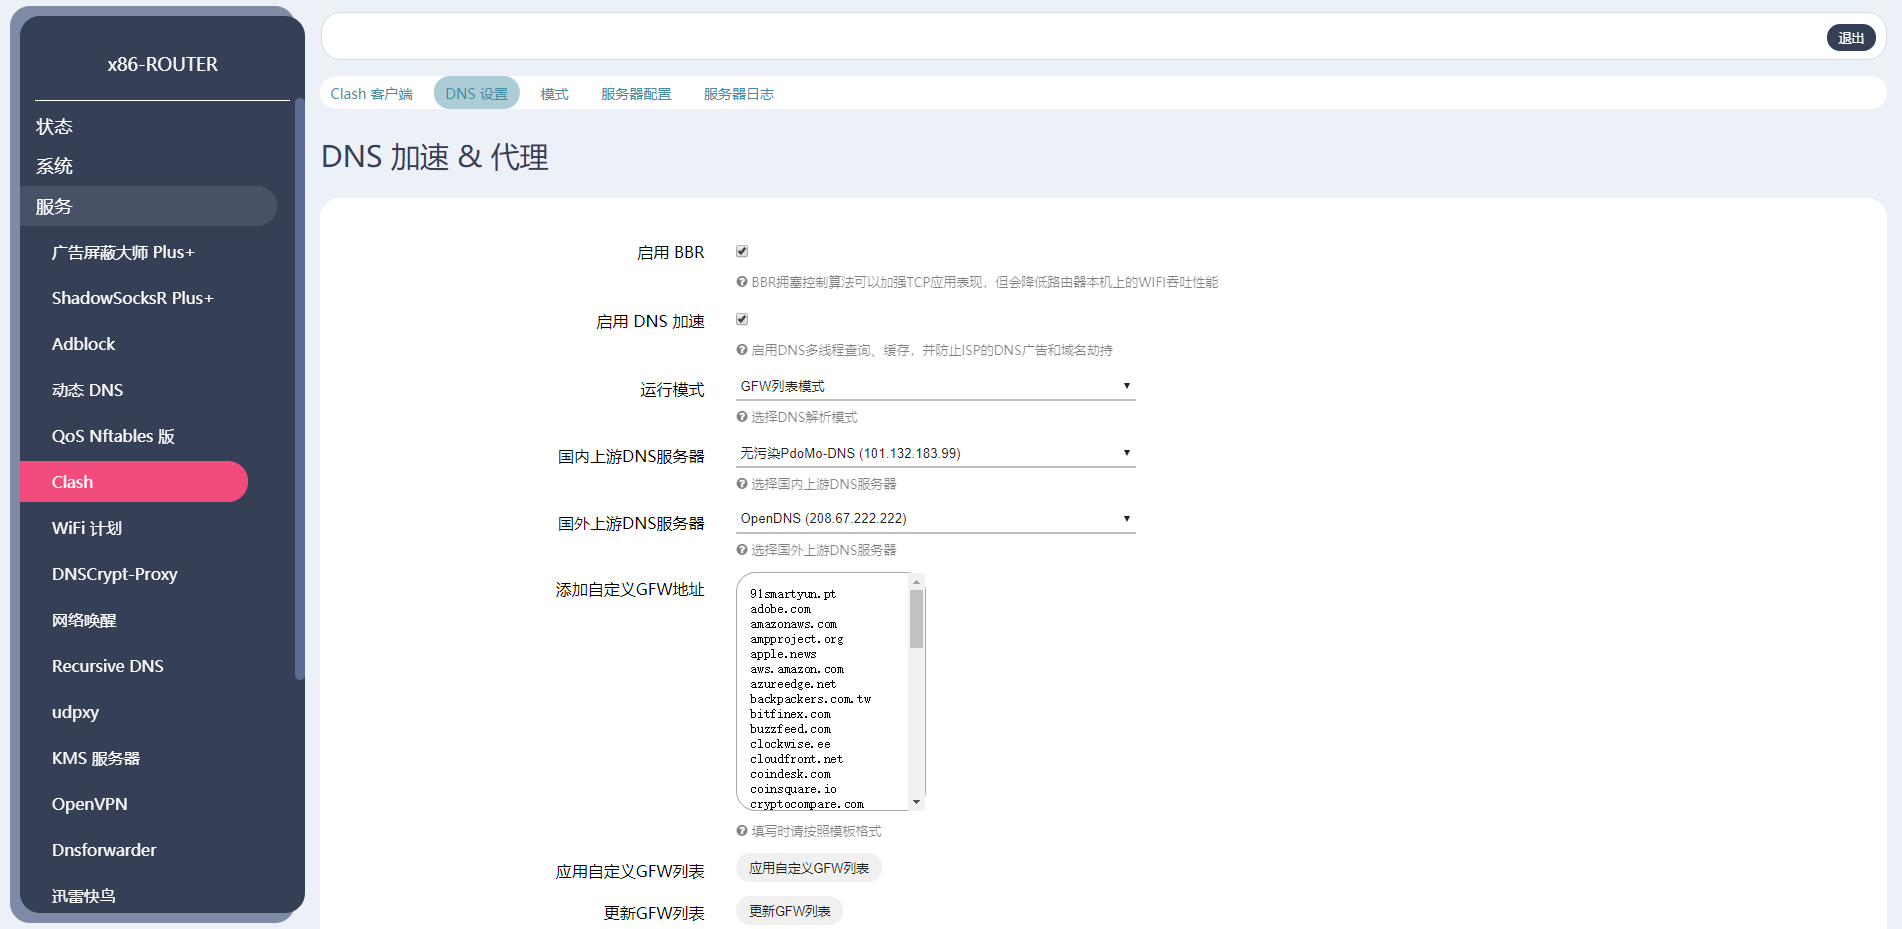 x86-ROUTER
状态
系统
服务
广告屏蔽大师 Plus+
ShadowSocksR Plus+
Adblock
动态 DNS
QoS Nftables 版
Clash
WiFi 计划
DNSCrypt-Proxy
网络唤醒
Recursive DNS
udpxy
KMS 服务器
OpenVPN
Dnsforwarder
迅雷快鸟
退出
Clash 客户端
DNS 设置
模式
服务器配置
服务器日志
DNS 加速 & 代理
启用 BBR
BBR拥塞控制算法可以加强TCP应用表现，但会降低路由器本机上的WIFI吞吐性能
启用 DNS 加速
启用DNS多线程查询、缓存，并防止ISP的DNS广告和域名劫持
运行模式
GFW列表模式
选择DNS解析模式
国内上游DNS服务器
无污染PdoMo-DNS (101.132.183.99)
选择国内上游DNS服务器
国外上游DNS服务器
OpenDNS (208.67.222.222)
选择国外上游DNS服务器
添加自定义GFW地址
91smartyun.pt
adobe.com
amazonaws.com
ampproject.org
apple.news
aws.amazon.com
azureedge.net
backpackers.com.tw
bitfinex.com
buzzfeed.com
clockwise.ee
cloudfront.net
coindesk.com
coinsquare.io
cryptocompare.com
填写时请按照模板格式
应用自定义GFW列表
应用自定义GFW列表
更新GFW列表
更新GFW列表